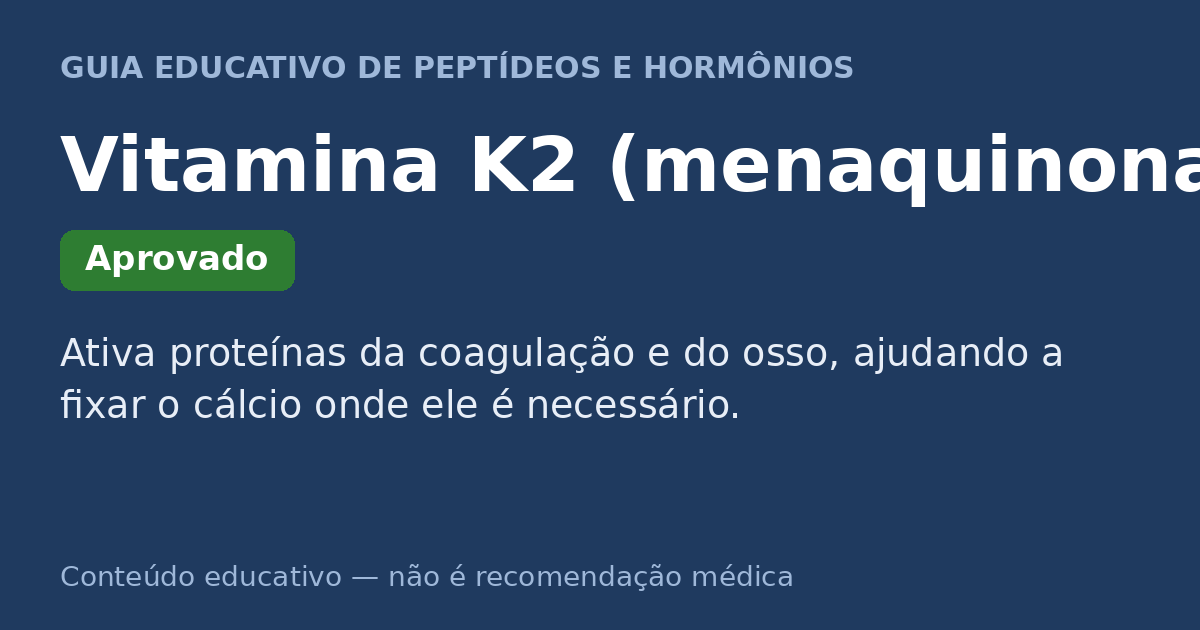 GUIA EDUCATIVO DE PEPTÍDEOS E HORMÔNIOS
Vitamina K2 (menaquinona
Aprovado
Ativa proteínas da coagulação e do osso, ajudando a
fixar o cálcio onde ele é necessário.
Conteúdo educativo — não é recomendação médica